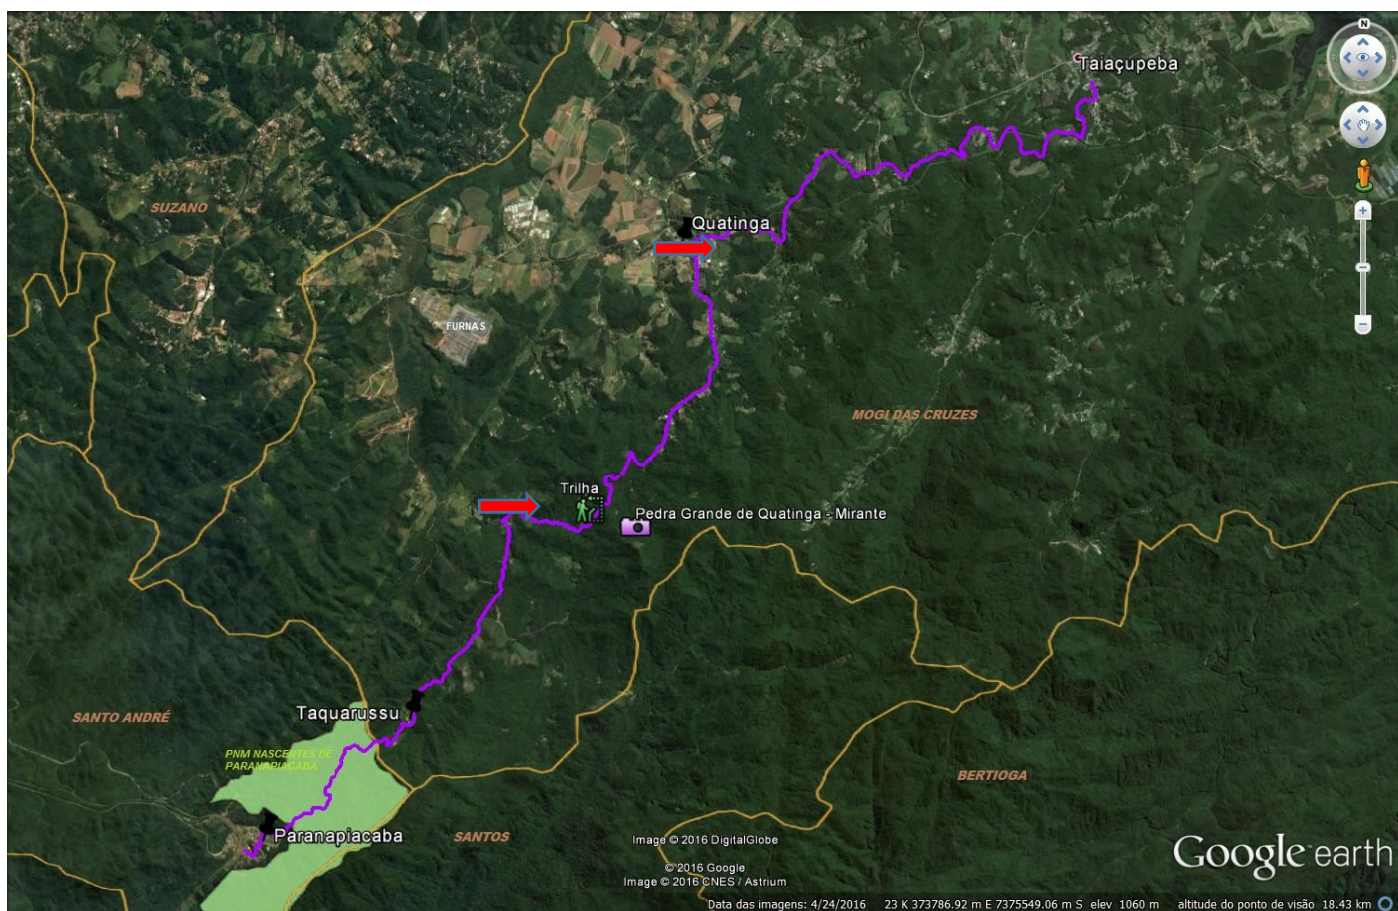 N
Taiaçupeba
SUZANO
Quatinga
FURNAS
MOGI DAS CRUZES
Trilha
Pedra Grande de Quatinga - Mirante
Taquarussu
SANTO ANDRÉ
PNM NASCENTES DE
PARANAPIACABA
BERTIOGA
Paranapiacaba
SANTOS
Image © 2016 DigitalGlobe
© 2016 Google
Image © 2016 CNES / Astrium
Google earth
Data das imagens: 4/24/2016 23 K 373786.92 m E 7375549.06 m S elev 1060 m altitude do ponto de visão 18.43 km